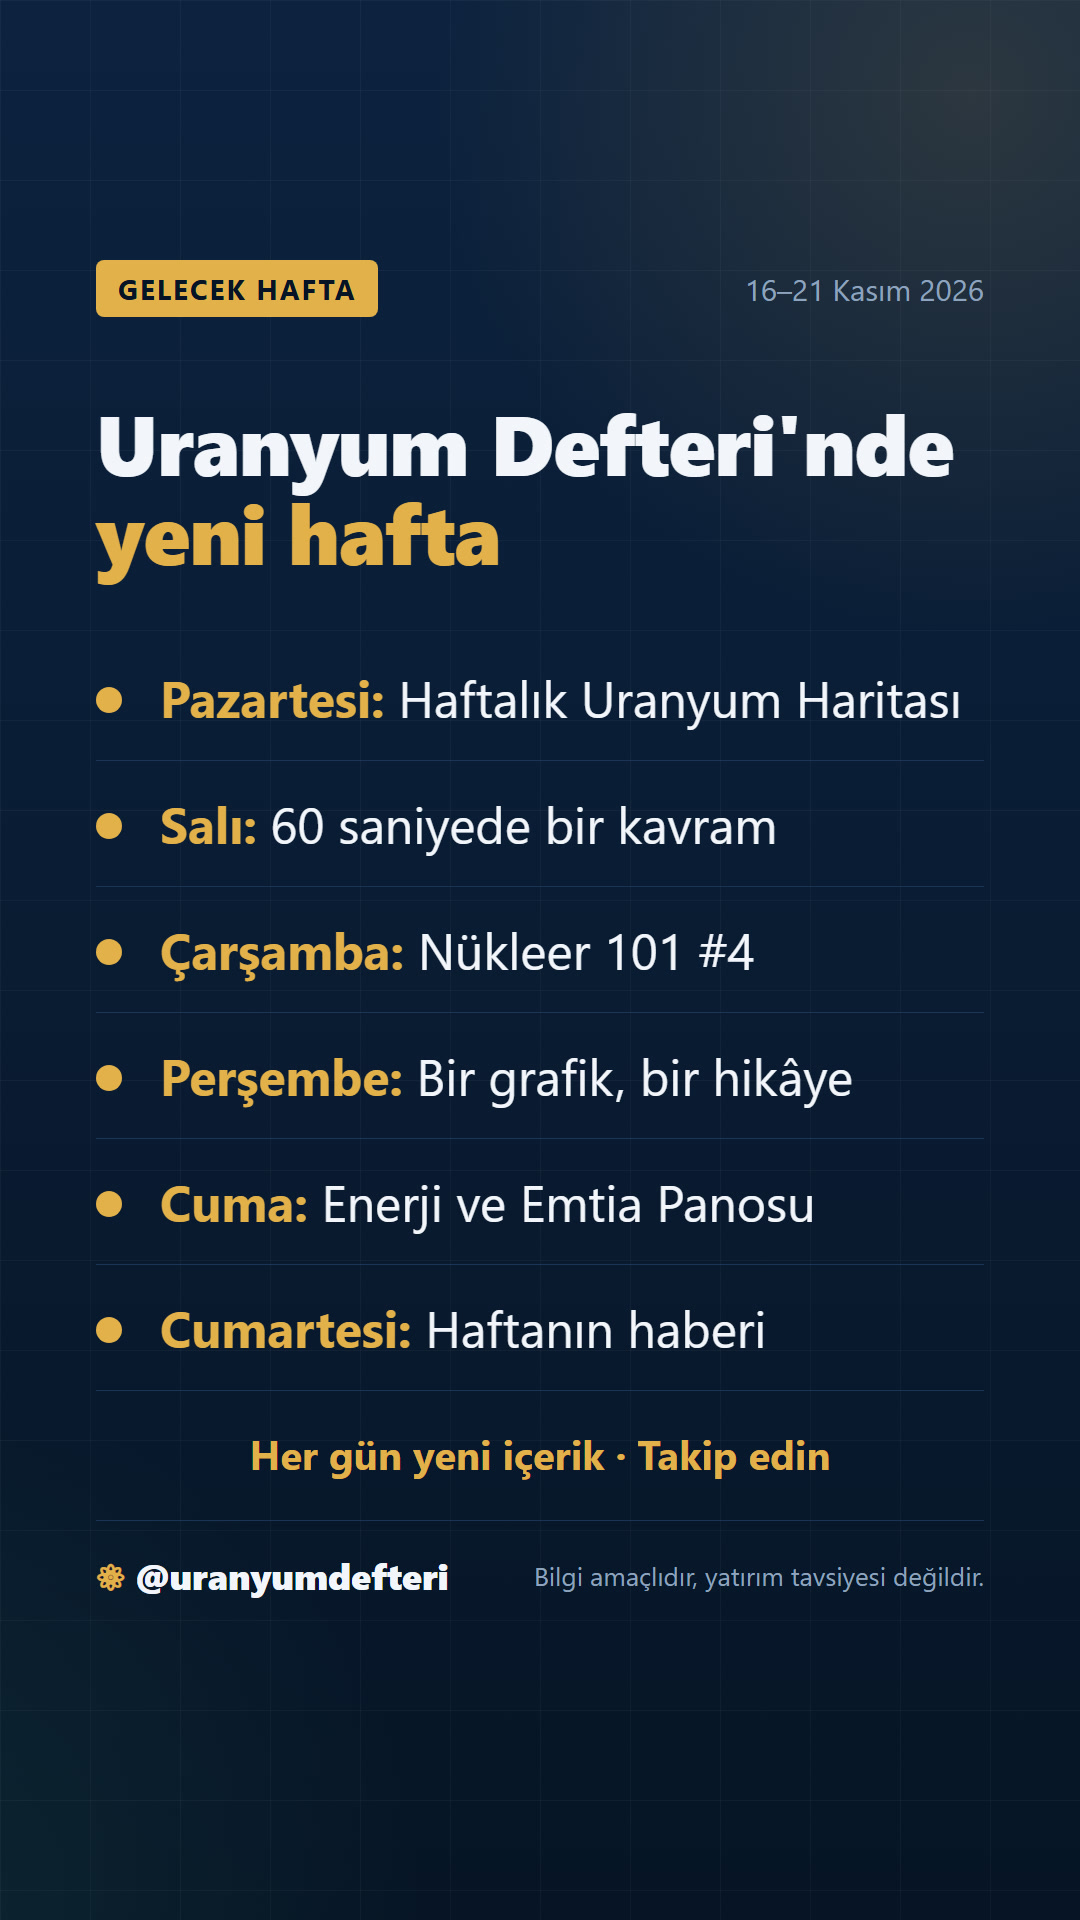 GELECEK HAFTA
16–21 Kasım 2026
Uranyum Defteri'nde
yeni hafta
Pazartesi: Haftalık Uranyum Haritası
Salı: 60 saniyede bir kavram
Çarşamba: Nükleer 101 #4
Perşembe: Bir grafik, bir hikâye
Cuma: Enerji ve Emtia Panosu
Cumartesi: Haftanın haberi
Her gün yeni içerik · Takip edin
@uranyumdefteri
Bilgi amaçlıdır, yatırım tavsiyesi değildir.